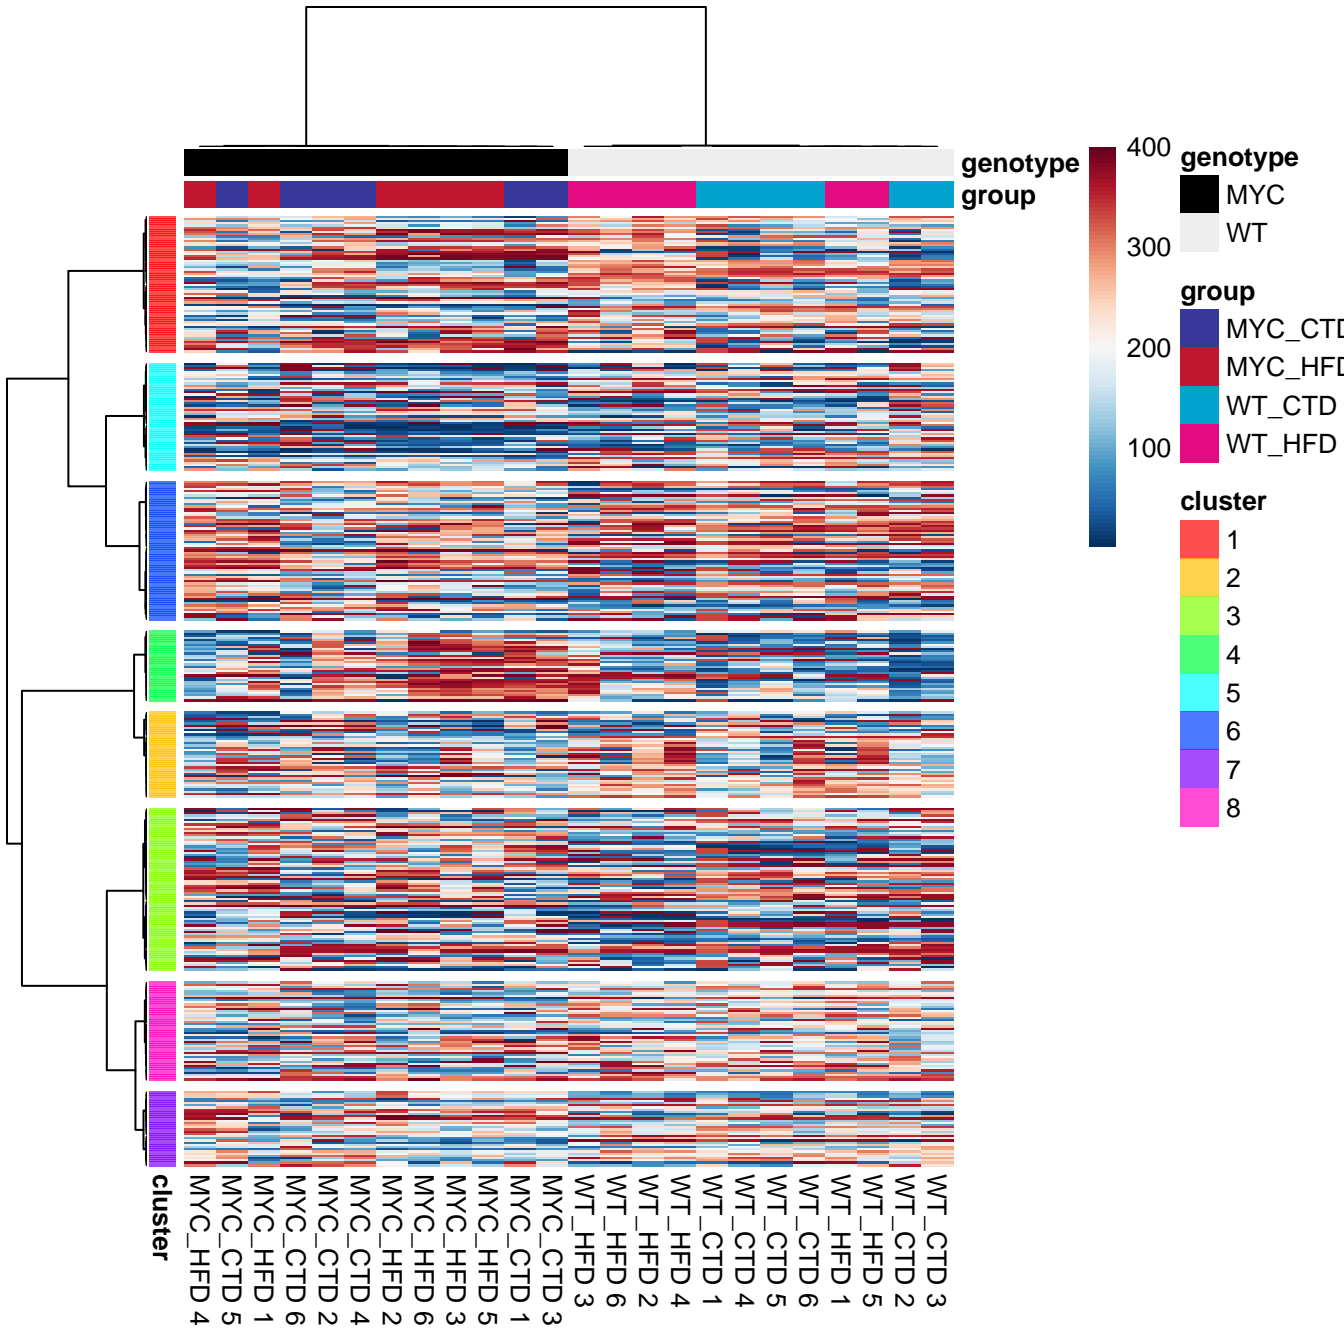 genotype
group
400
300
200
100
genotype
MYC
WT
group
MYC_CTD
MYC_HFD
WT_CTD
WT_HFD
cluster
1
2
3
4
5
6
7
8
cluster
MYC_HFD 4
MYC_CTD 5
MYC_HFD 1
MYC_CTD 6
MYC_CTD 2
MYC_CTD 4
MYC_HFD 2
MYC_HFD 6
MYC_HFD 3
MYC_HFD 5
MYC_CTD 1
MYC_CTD 3
WT_HFD 3
WT_HFD 6
WT_HFD 2
WT_HFD 4
WT_CTD 1
WT_CTD 4
WT_CTD 5
WT_CTD 6
WT_HFD 1
WT_HFD 5
WT_CTD 2
WT_CTD 3